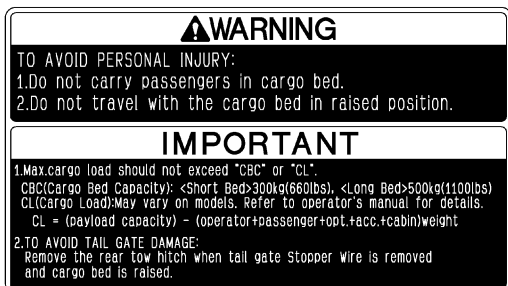 ⚠WARNING
TO AVOID PERSONAL INJURY:
1.Do not carry passengers in cargo bed.
2.Do not travel with the cargo bed in raised position.
IMPORTANT
1.Max.cargo load should not exceed "CBC" or "CL".
CBC(Cargo Bed Capacity): <Short Bed>300kg(660lbs), <Long Bed>500kg(1100lbs)
CL(Cargo Load):May vary on models. Refer to operator's manual for details.
CL = (payload capacity) - (operator+passenger+opt.+acc.+cabin)weight
2.TO AVOID TAIL GATE DAMAGE:
Remove the rear tow hitch when tail gate Stopper Wire is removed
and cargo bed is raised.